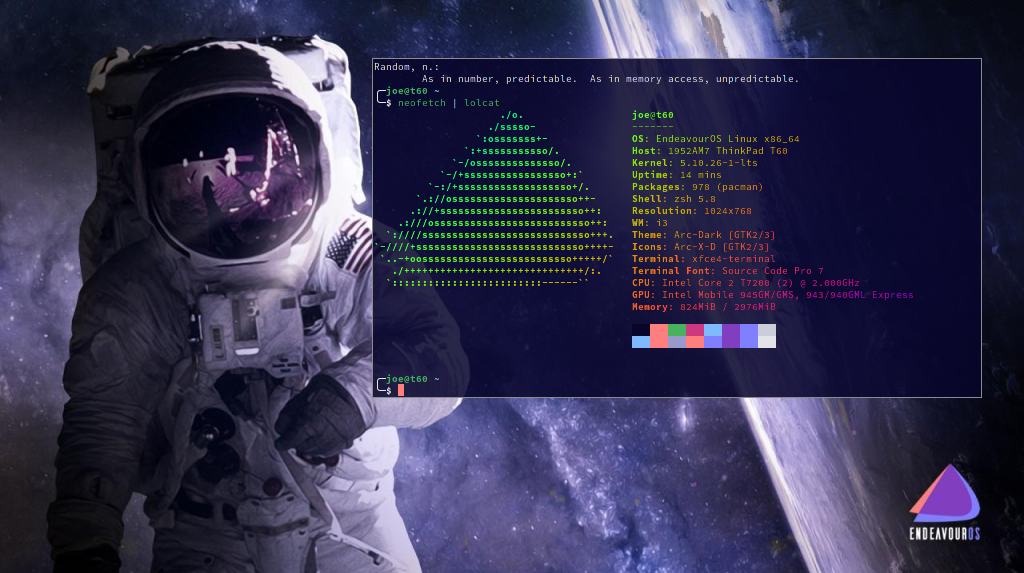 Random, n.:
As in number, predictable.  As in memory access, unpredictable.
joe@t60 ~
$ neofetch | lolcat
./o.
./sssso-
`:osssssss+-
`:+sssssssssso/.
`-/ossssssssssssso/.
`-/+sssssssssssssssso+:`
`-:/+sssssssssssssssssso+/.
`.://osssssssssssssssssssso++-
.://+ssssssssssssssssssssssso++:
.:///ossssssssssssssssssssssssso++:
`:////ssssssssssssssssssssssssssso+++.
`-////+ssssssssssssssssssssssssssso++++-
`..-+oosssssssssssssssssssssssso+++++/`
./++++++++++++++++++++++++++++++/:.
`:::::::::::::::::::::::::------``
joe@t60
-------
OS: EndeavourOS Linux x86_64
Host: 1952AM7 ThinkPad T60
Kernel: 5.10.26-1-lts
Uptime: 14 mins
Packages: 978 (pacman)
Shell: zsh 5.8
Resolution: 1024x768
WM: i3
Theme: Arc-Dark [GTK2/3]
Icons: Arc-X-D [GTK2/3]
Terminal: xfce4-terminal
Terminal Font: Source Code Pro 7
CPU: Intel Core 2 T7200 (2) @ 2.000GHz
GPU: Intel Mobile 945GM/GMS, 943/940GML Express
Memory: 824MiB / 2976MiB
joe@t60 ~
$
ENDEAVOUROS